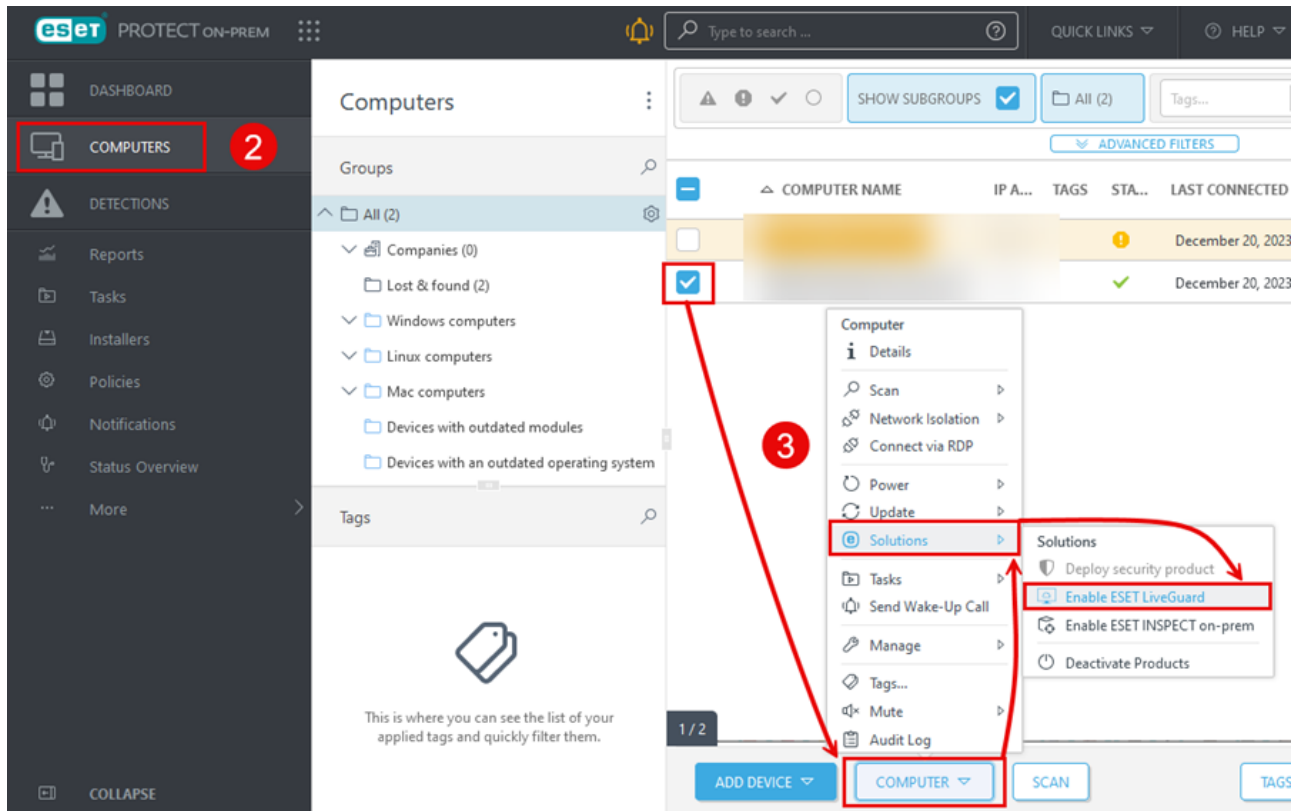 eset PROTECT ON-PREM
Type to search ...
QUICK LINKS
HELP
DASHBOARD
COMPUTERS
2
DETECTIONS
Reports
Tasks
Installers
Policies
Notifications
Status Overview
More
COLLAPSE
Computers
Groups
All (2)
Companies (0)
Lost & found (2)
Windows computers
Linux computers
Mac computers
Devices with outdated modules
Devices with an outdated operating system
Tags
This is where you can see the list of your
applied tags and quickly filter them.
SHOW SUBGROUPS
All (2)
Tags...
ADVANCED FILTERS
COMPUTER NAME IP A... TAGS STA... LAST CONNECTED
December 20, 2023
December 20, 2023
3
Computer
Details
Scan
Network Isolation
Connect via RDP
Power
Update
Solutions
Tasks
Send Wake-Up Call
Manage
Tags...
Mute
Audit Log
Solutions
Deploy security product
Enable ESET LiveGuard
Enable ESET INSPECT on-prem
Deactivate Products
1 / 2
ADD DEVICE
COMPUTER
SCAN
TAGS